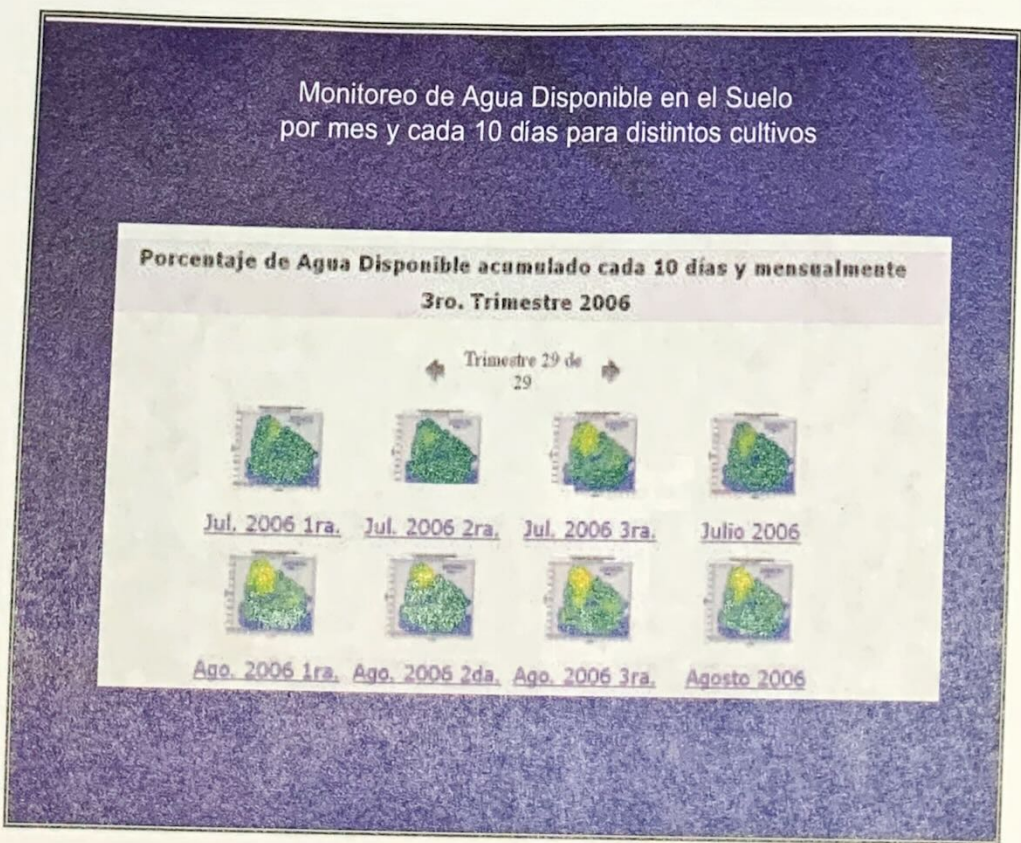 Monitoreo de Agua Disponible en el Suelo
por mes y cada 10 días para distintos cultivos
Porcentaje de Agua Disponible acumulado cada 10 días y mensualmente
3ro. Trimestre 2006
Trimestre 29 de
29
Jul. 2006 1ra. Jul. 2006 2ra. Jul. 2006 3ra. Julio 2006
Ago. 2006 1ra. Ago. 2006 2da. Ago. 2006 3ra. Agosto 2006